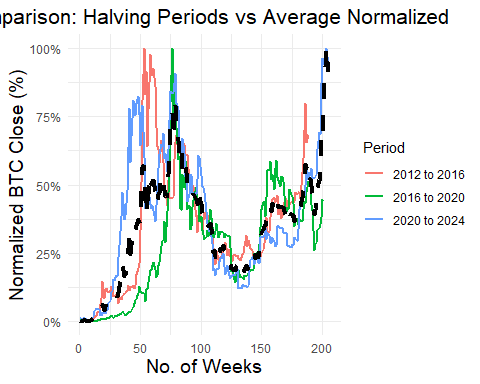 parison: Halving Periods vs Average Normalized
Normalized BTC Close (%)
100%
75%
50%
25%
0%
0
50
100
150
200
No. of Weeks
Period
2012 to 2016
2016 to 2020
2020 to 2024